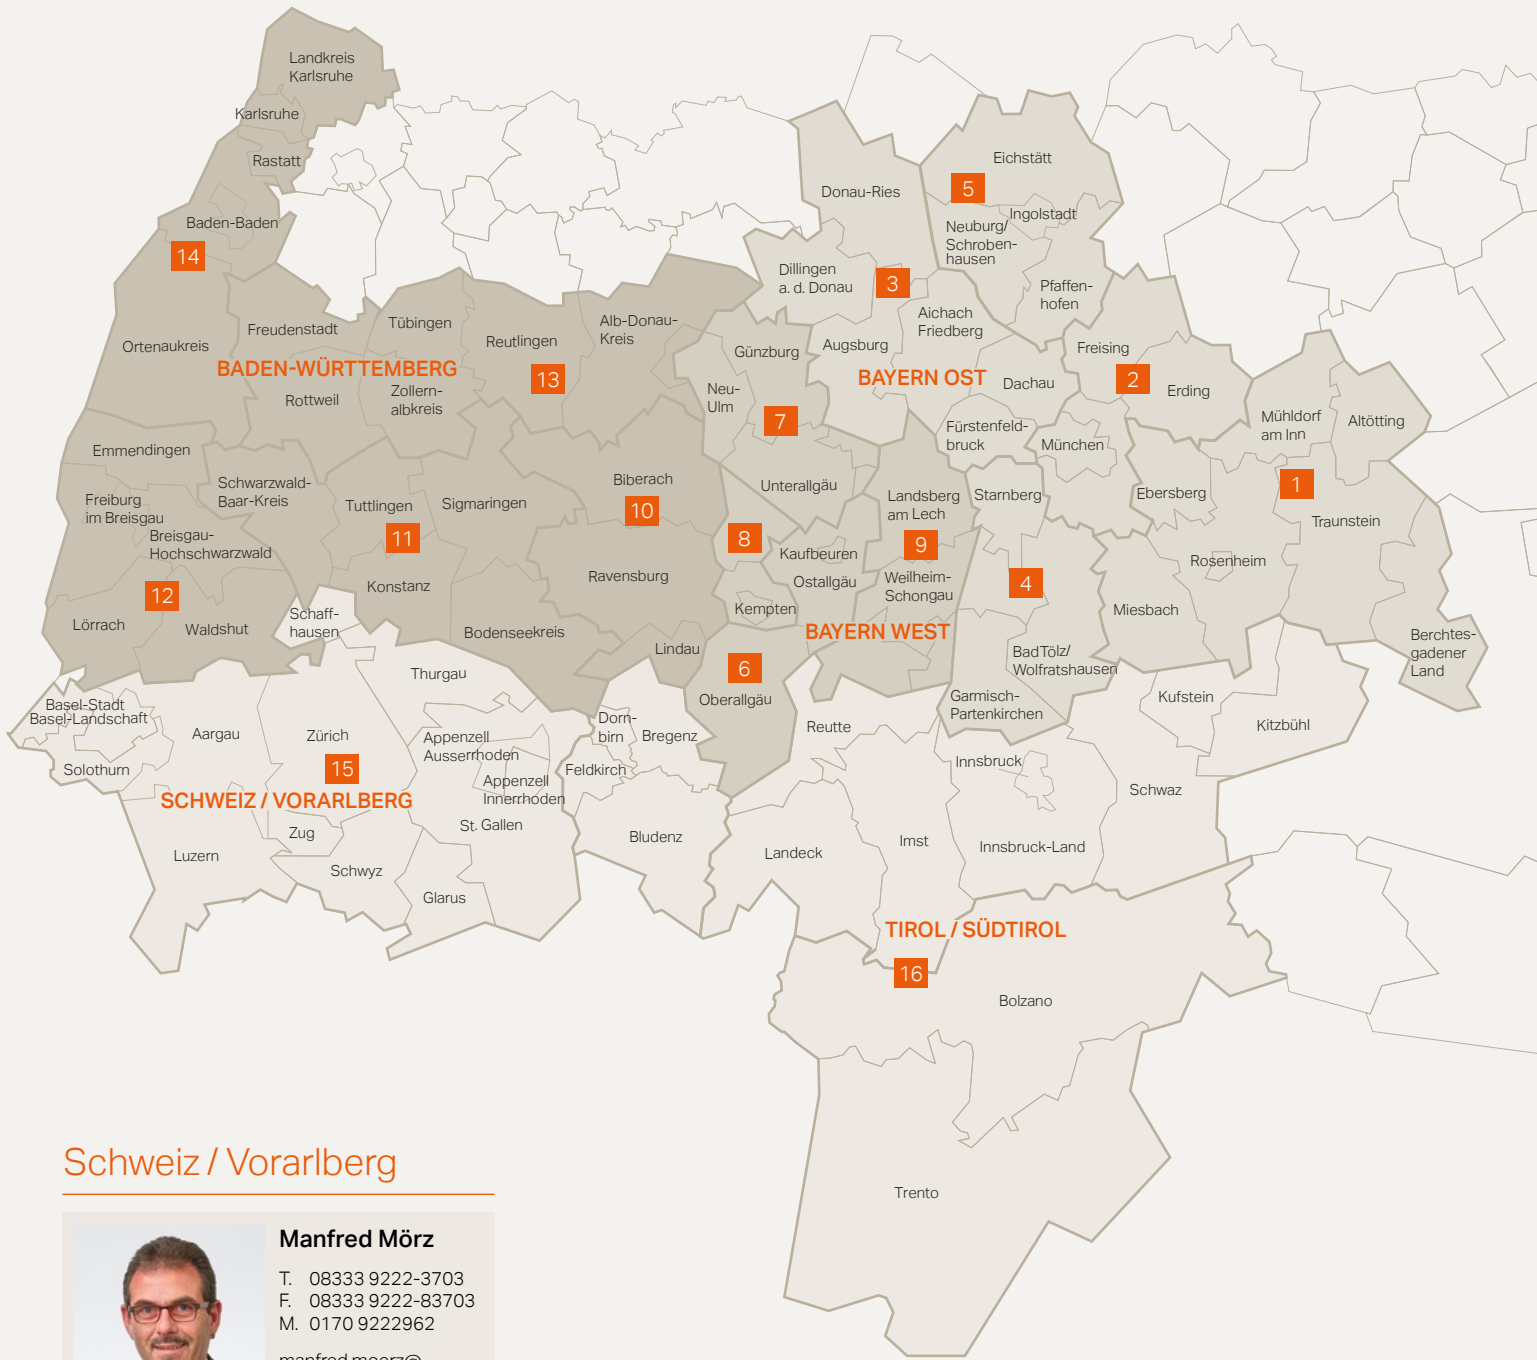 Landkreis
Karlsruhe
Karlsruhe
Rastatt
Baden-Baden
14
Ortenaukreis
Freudenstadt
Tübingen
Reutlingen
Alb-Donau-
Kreis
BADEN-WÜRTTEMBERG
13
Rottweil
Zollern-
albkreis
Emmendingen
Freiburg
im Breisgau
Schwarzwald-
Baar-Kreis
Breisgau-
Hochschwarzwald
Tuttlingen
Sigmaringen
Biberach
10
11
12
Konstanz
Ravensburg
Lörrach
Waldshut
Schaff-
hausen
Bodenseekreis
Lindau
Eichstätt
5
Donau-Ries
Ingolstadt
Neuburg/
Schroben-
hausen
Dillingen
a. d. Donau
3
Pfaffen-
hofen
Aichach
Friedberg
Günzburg
Augsburg
Freising
BAYERN OST
Dachau
2
Erding
Neu-
Ulm
7
Fürstenfeld-
bruck
München
Mühldorf
am Inn
Altötting
Unterallgäu
Landsberg
am Lech
Starnberg
Ebersberg
1
Traunstein
8
Kaufbeuren
9
Ostallgäu
Weilheim-
Schongau
4
Rosenheim
Kempten
Miesbach
BAYERN WEST
6
Oberallgäu
Bad Tölz/
Wolfratshausen
Berchtes-
gadener
Land
Garmisch-
Partenkirchen
Basel-Stadt
Basel-Landschaft
Solothurn
Aargau
Zürich
15
Thurgau
Appenzell
Ausserrhoden
Appenzell
Innerrhoden
SCHWEIZ / VORARLBERG
St. Gallen
Zug
Luzern
Schwyz
Glarus
Dorn-
birn
Bregenz
Feldkirch
Bludenz
Reutte
Innsbruck
Kufstein
Kitzbühl
Schwaz
Landeck
Imst
Innsbruck-Land
TIROL / SÜDTIROL
16
Bolzano
Trento
Schweiz / Vorarlberg
Manfred Mörz
T. 08333 9222-3703
F. 08333 9222-83703
M. 0170 9222962
manfred.moerz@